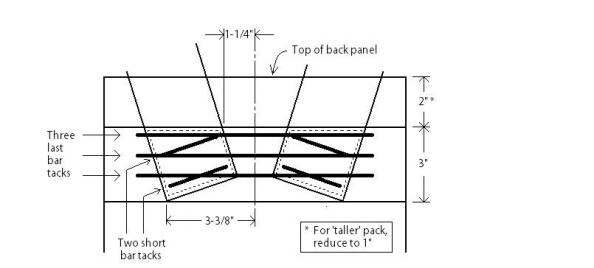 1-1/4"
Top of back panel
2" *
Three
last
bar
tacks
3"
3-3/8"
Two short
bar tacks
* For 'taller' pack,
reduce to 1"